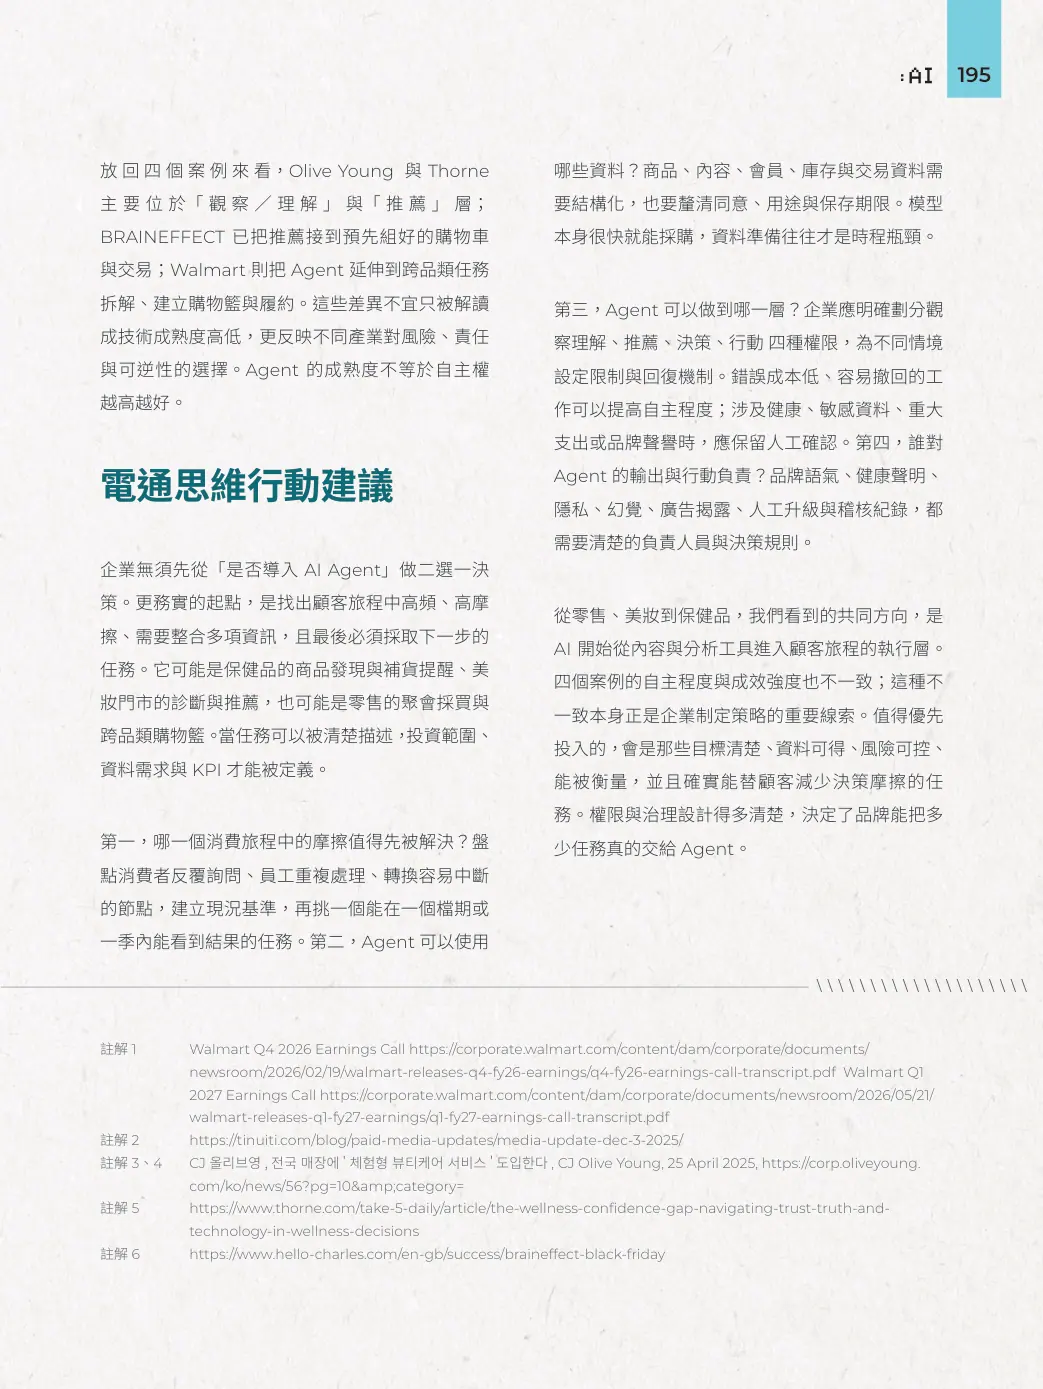 :AI 195
放回四個案例來看，Olive Young 與 Thorne
主要位於「觀察／理解」與「推薦」層；
BRAINEFFECT 已把推薦接到預先組好的購物車
與交易；Walmart 則把 Agent 延伸到跨品類任務
拆解、建立購物籃與履約。這些差異不宜只被解讀
成技術成熟度高低，更反映不同產業對風險、責任
與可逆性的選擇。Agent 的成熟度不等於自主權
越高越好。
電通思維行動建議
企業無須先從「是否導入 AI Agent」做二選一決
策。更務實的起點，是找出顧客旅程中高頻、高摩
擦、需要整合多項資訊，且最後必須採取下一步的
任務。它可能是保健品的商品發現與補貨提醒、美
妝門市的診斷與推薦，也可能是零售的聚會採買與
跨品類購物籃。當任務可以被清楚描述，投資範圍、
資料需求與 KPI 才能被定義。
第一，哪一個消費旅程中的摩擦值得先被解決？盤
點消費者反覆詢問、員工重複處理、轉換容易中斷
的節點，建立現況基準，再挑一個能在一個檔期或
一季內能看到結果的任務。第二，Agent 可以使用
哪些資料？商品、內容、會員、庫存與交易資料需
要結構化，也要釐清同意、用途與保存期限。模型
本身很快就能採購，資料準備往往才是時程瓶頸。
第三，Agent 可以做到哪一層？企業應明確劃分觀
察理解、推薦、決策、行動 四種權限，為不同情境
設定限制與回復機制。錯誤成本低、容易撤回的工
作可以提高自主程度；涉及健康、敏感資料、重大
支出或品牌聲譽時，應保留人工確認。第四，誰對
Agent 的輸出與行動負責？品牌語氣、健康聲明、
隱私、幻覺、廣告揭露、人工升級與稽核紀錄，都
需要清楚的負責人員與決策規則。
從零售、美妝到保健品，我們看到的共同方向，是
AI 開始從內容與分析工具進入顧客旅程的執行層。
四個案例的自主程度與成效強度也不一致；這種不
一致本身正是企業制定策略的重要線索。值得優先
投入的，會是那些目標清楚、資料可得、風險可控、
能被衡量，並且確實能替顧客減少決策摩擦的任
務。權限與治理設計得多清楚，決定了品牌能把多
少任務真的交給 Agent。
註解 1 Walmart Q4 2026 Earnings Call https://corporate.walmart.com/content/dam/corporate/documents/
newsroom/2026/02/19/walmart-releases-q4-fy26-earnings/q4-fy26-earnings-call-transcript.pdf Walmart Q1
2027 Earnings Call https://corporate.walmart.com/content/dam/corporate/documents/newsroom/2026/05/21/
walmart-releases-q1-fy27-earnings/q1-fy27-earnings-call-transcript.pdf
註解 2 https://tinuiti.com/blog/paid-media-updates/media-update-dec-3-2025/
註解 3、4 CJ 올리브영 , 전국 매장에 ' 체험형 뷰티케어 서비스 ' 도입한다 , CJ Olive Young, 25 April 2025, https://corp.oliveyoung.
com/ko/news/56?pg=10&amp;category=
註解 5 https://www.thorne.com/take-5-daily/article/the-wellness-confidence-gap-navigating-trust-truth-and-
technology-in-wellness-decisions
註解 6 https://www.hello-charles.com/en-gb/success/braineffect-black-friday